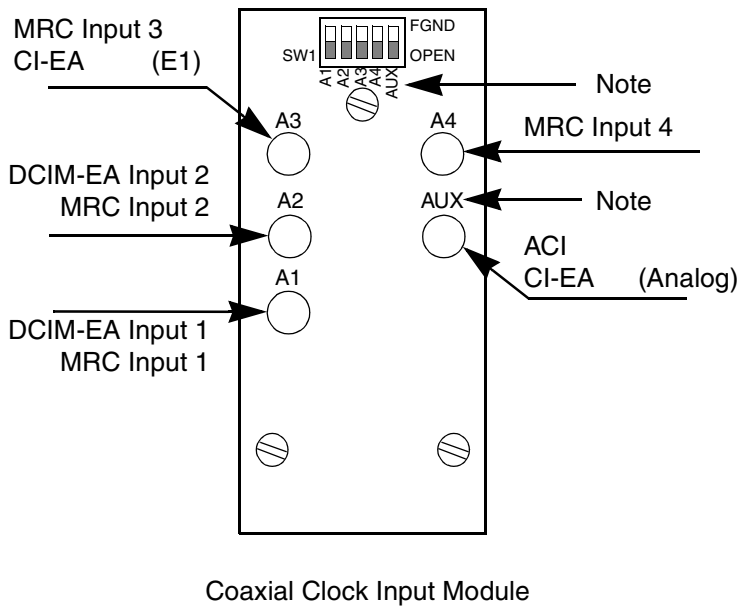 MRC Input 3
CI-EA (E1)
FGND
SW1
OPEN
A1
A2
A3
A4
AUX
Note
A3
A4
MRC Input 4
DCIM-EA Input 2
MRC Input 2
A2
AUX
Note
ACI
CI-EA (Analog)
A1
DCIM-EA Input 1
MRC Input 1
Coaxial Clock Input Module